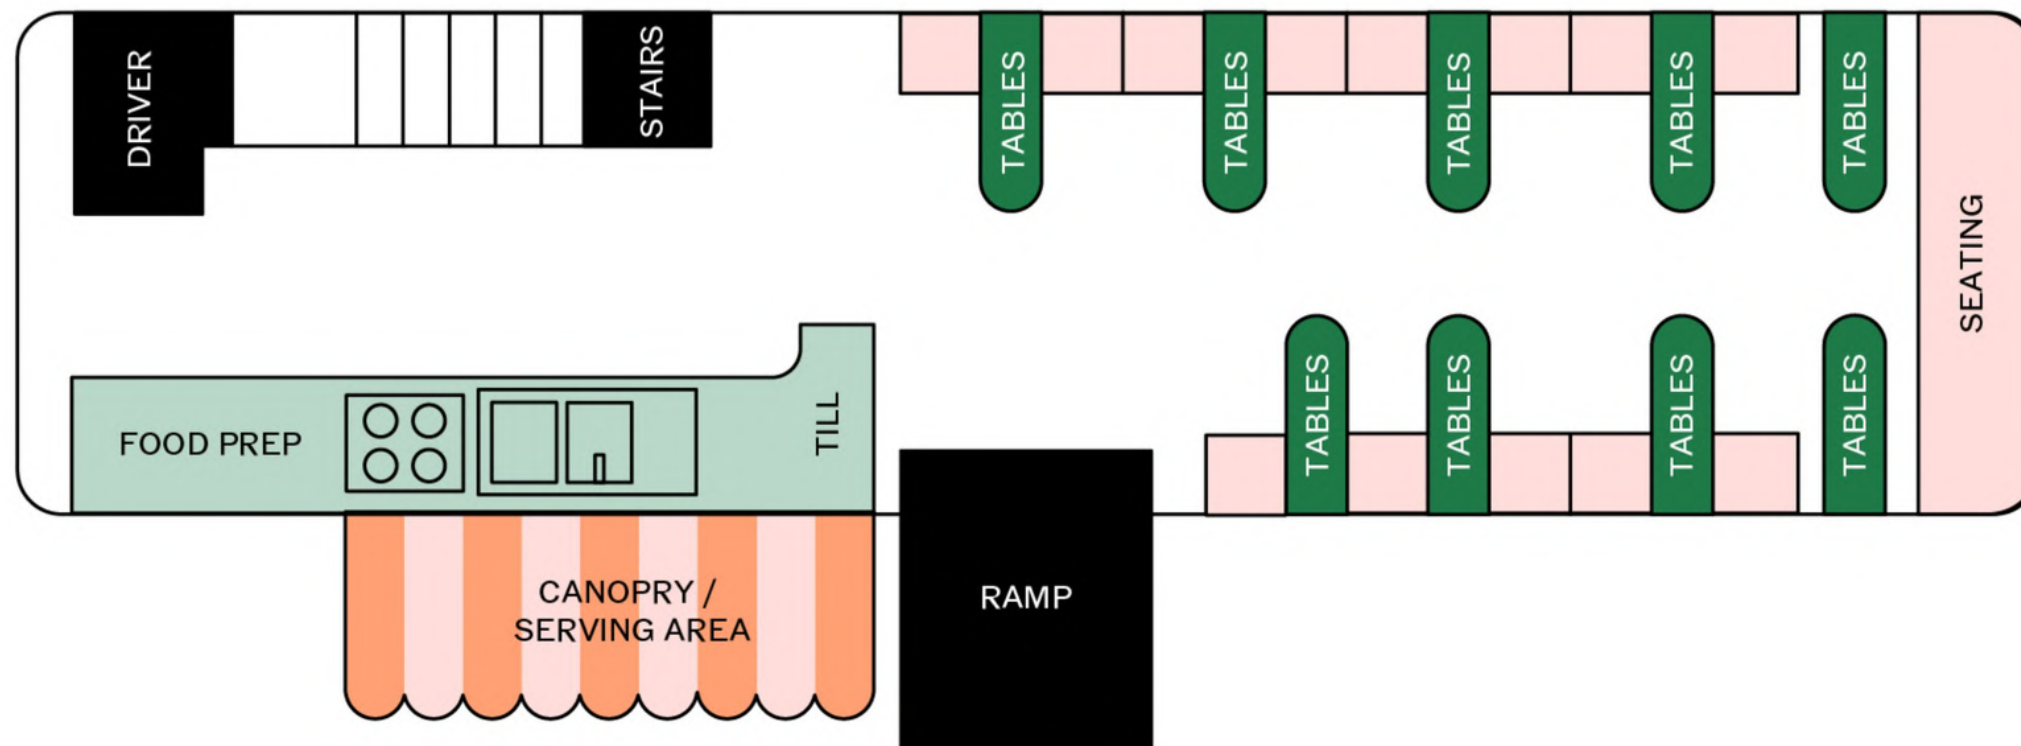 DRIVER
STAIRS
TABLES
TABLES
TABLES
TABLES
TABLES
SEATING
FOOD PREP
TILL
TABLES
TABLES
TABLES
TABLES
CANOPRY /
SERVING AREA
RAMP